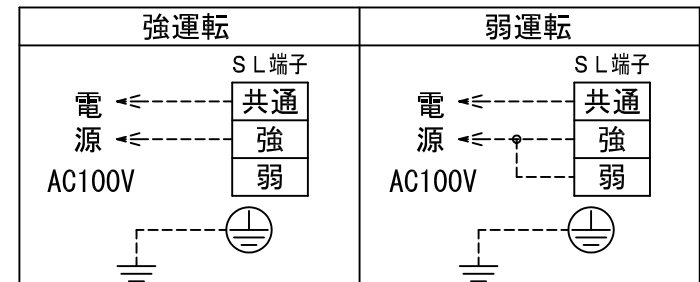 強運転
SL端子
電 共通
源 強
AC100V 弱
弱運転
SL端子
電 共通
源 強
AC100V 弱